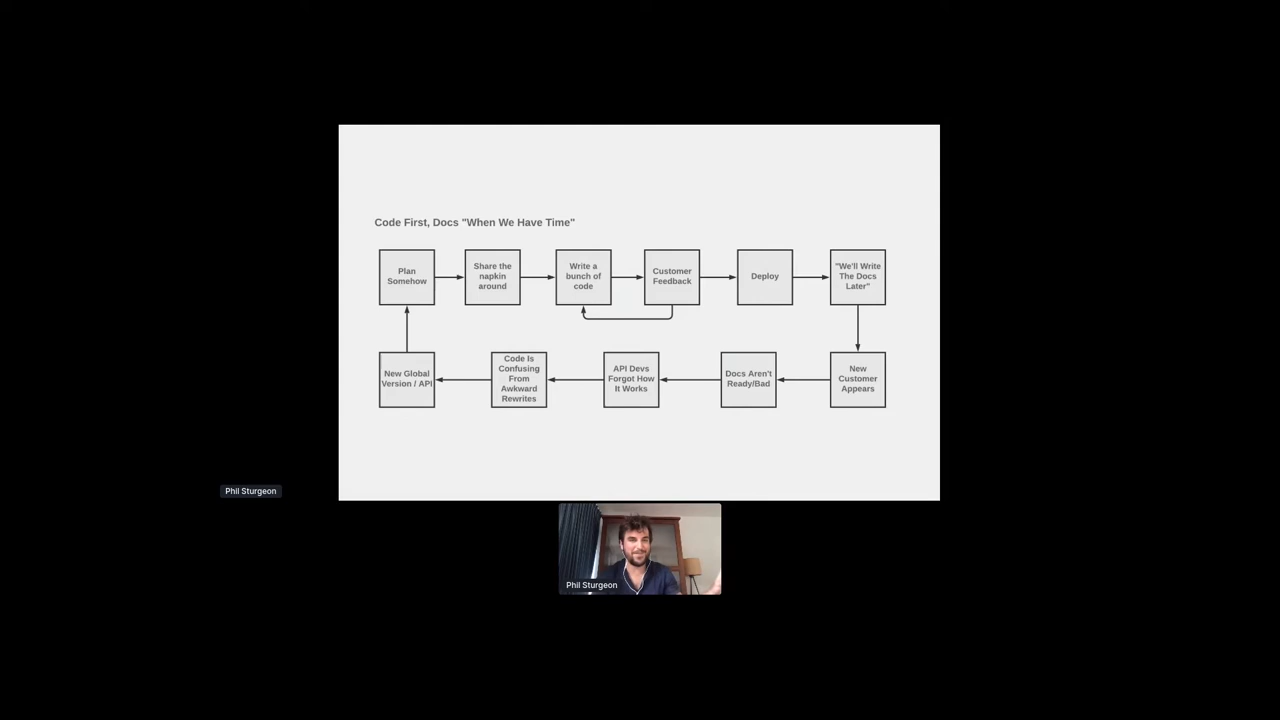 Code First, Docs "When We Have Time"
Plan
Somehow
Share the
napkin
around
Write a
bunch of
code
Customer
Feedback
Deploy
"We'll Write
The Docs
Later"
New Global
Version / API
Code Is
Confusing
From
Awkward
Rewrites
API Devs
Forgot How
It Works
Docs Aren't
Ready/Bad
New
Customer
Appears
Phil Sturgeon
Phil Sturgeon